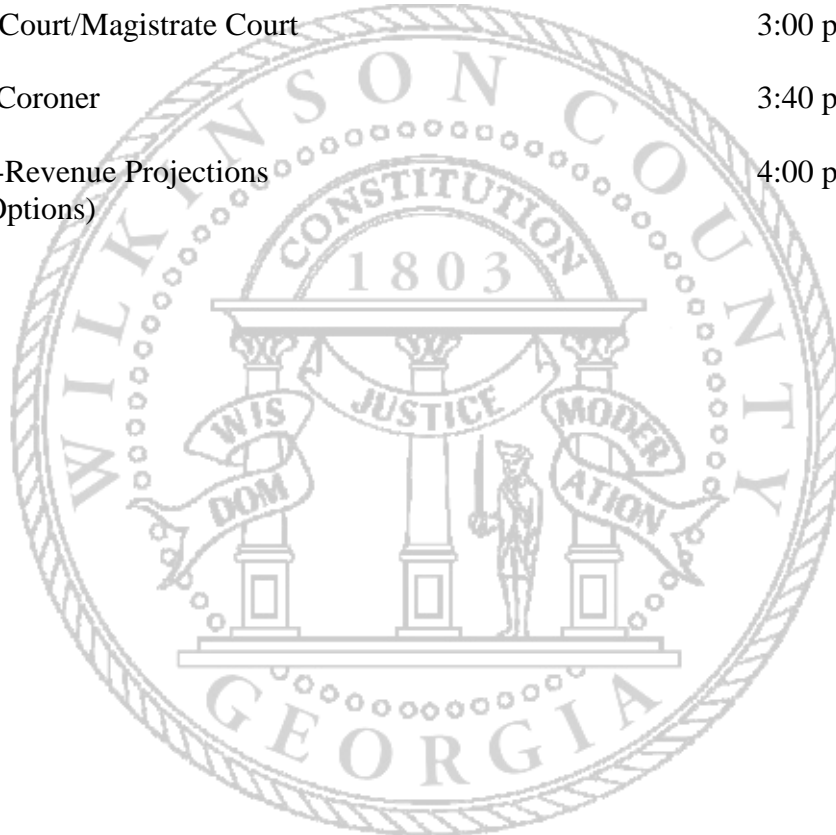 Court/Magistrate Court 3:00 p
Coroner 3:40 p
-Revenue Projections 4:00 p
Options)
WILKINSON COUNTY
CONSTITUTION
1803
JUSTICE
WIS
DOM
MODER
ATION
GEORGIA